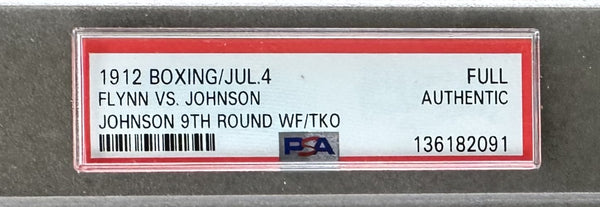 1912 BOXING/JUL.4 FULL
FLYNN VS. JOHNSON AUTHENTIC
JOHNSON 9TH ROUND WF/TKO
PSA 136182091